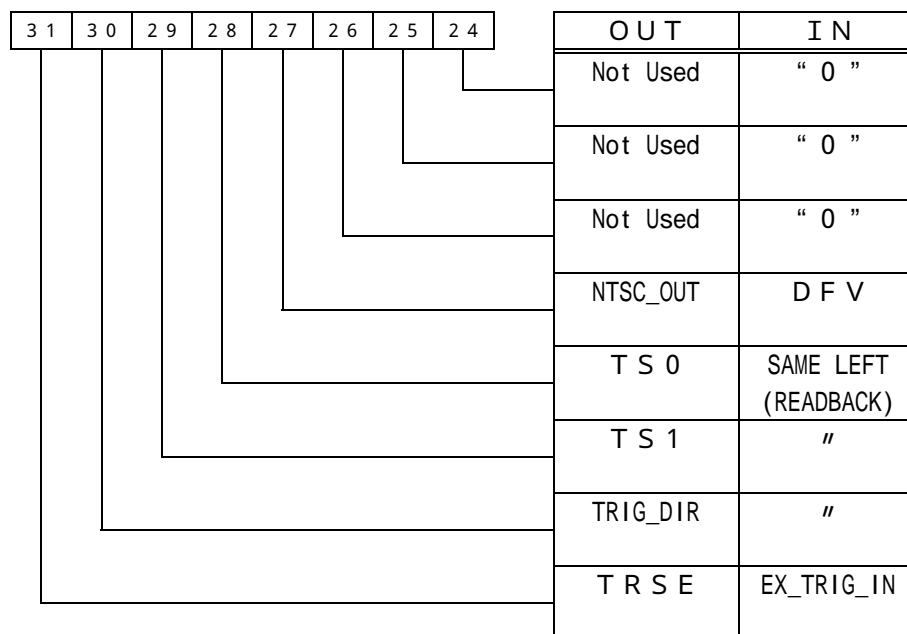 31 30 29 28 27 26 25 24
OUT IN
Not Used “0”
Not Used “0”
Not Used “0”
NTSC_OUT DFV
TS0 SAME LEFT
(READBACK)
TS1 〃
TRIG_DIR 〃
TRSE EX_TRIG_IN